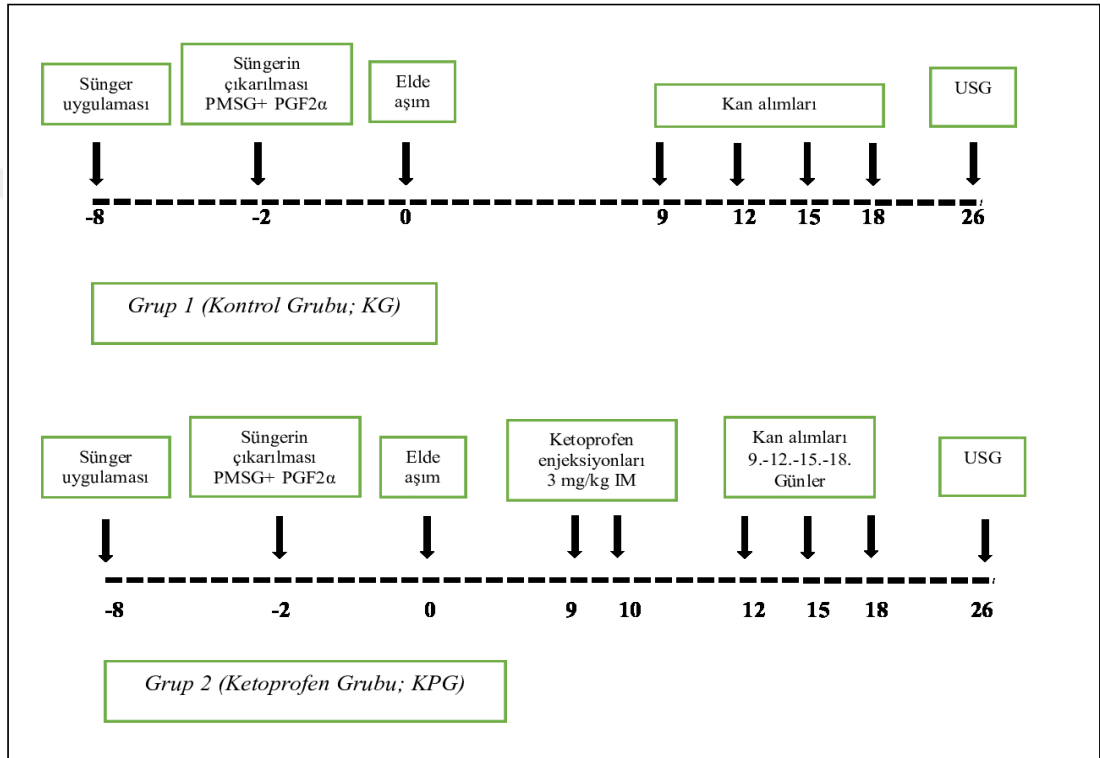 Sünger
uygulaması
Süngerin
çıkarılması
PMSG+ PGF2α
Elde
aşım
Kan alımları
USG
-8
-2
0
9
12
15
18
26
Grup 1 (Kontrol Grubu; KG)
Sünger
uygulaması
Süngerin
çıkarılması
PMSG+ PGF2α
Elde
aşım
Ketoprofen
enjeksiyonları
3 mg/kg IM
Kan alımları
9.-12.-15.-18.
Günler
USG
-8
-2
0
9
10
12
15
18
26
Grup 2 (Ketoprofen Grubu; KPG)